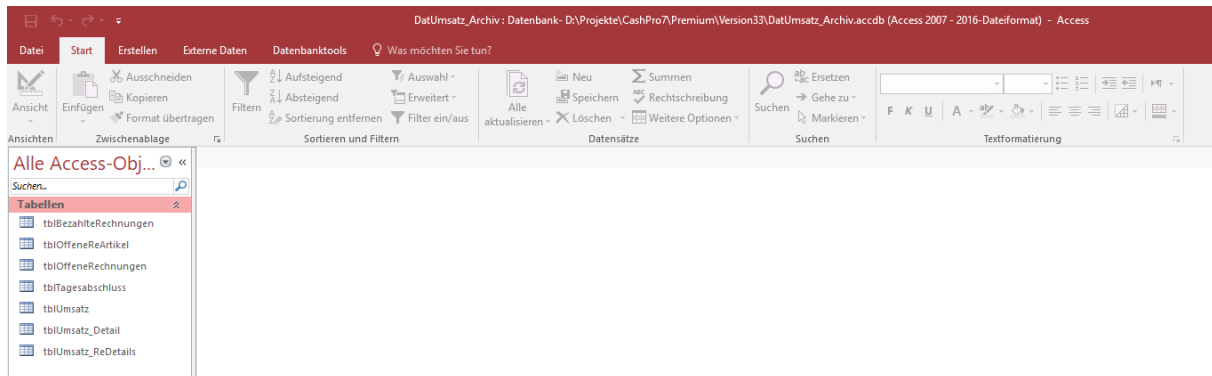 DatUmsatz_Archiv : Datenbank- D:\Projekte\CashPro7\Premium\Version33\DatUmsatz_Archiv.accdb (Access 2007 - 2016-Dateiformat) - Access
Datei Start Erstellen Externe Daten Datenbanktools Was möchten Sie tun?
Ansicht
Ansichten
Einfügen
Ausschneiden
Kopieren
Format übertragen
Zwischenablage
Filtern
Aufsteigend
Absteigend
Sortierung entfernen
Auswahl
Erweitert
Filter ein/aus
Sortieren und Filtern
Alle
aktualisieren
Neu
Speichern
Löschen
Summen
Rechtschreibung
Weitere Optionen
Datensätze
Suchen
Ersetzen
Gehe zu
Markieren
Suchen
F K U A
Textformatierung
Alle Access-Obj...
Suchen...
Tabellen
tblBezahlteRechnungen
tblOffeneReArtikel
tblOffeneRechnungen
tblTagesabschluss
tblUmsatz
tblUmsatz_Detail
tblUmsatz_ReDetails